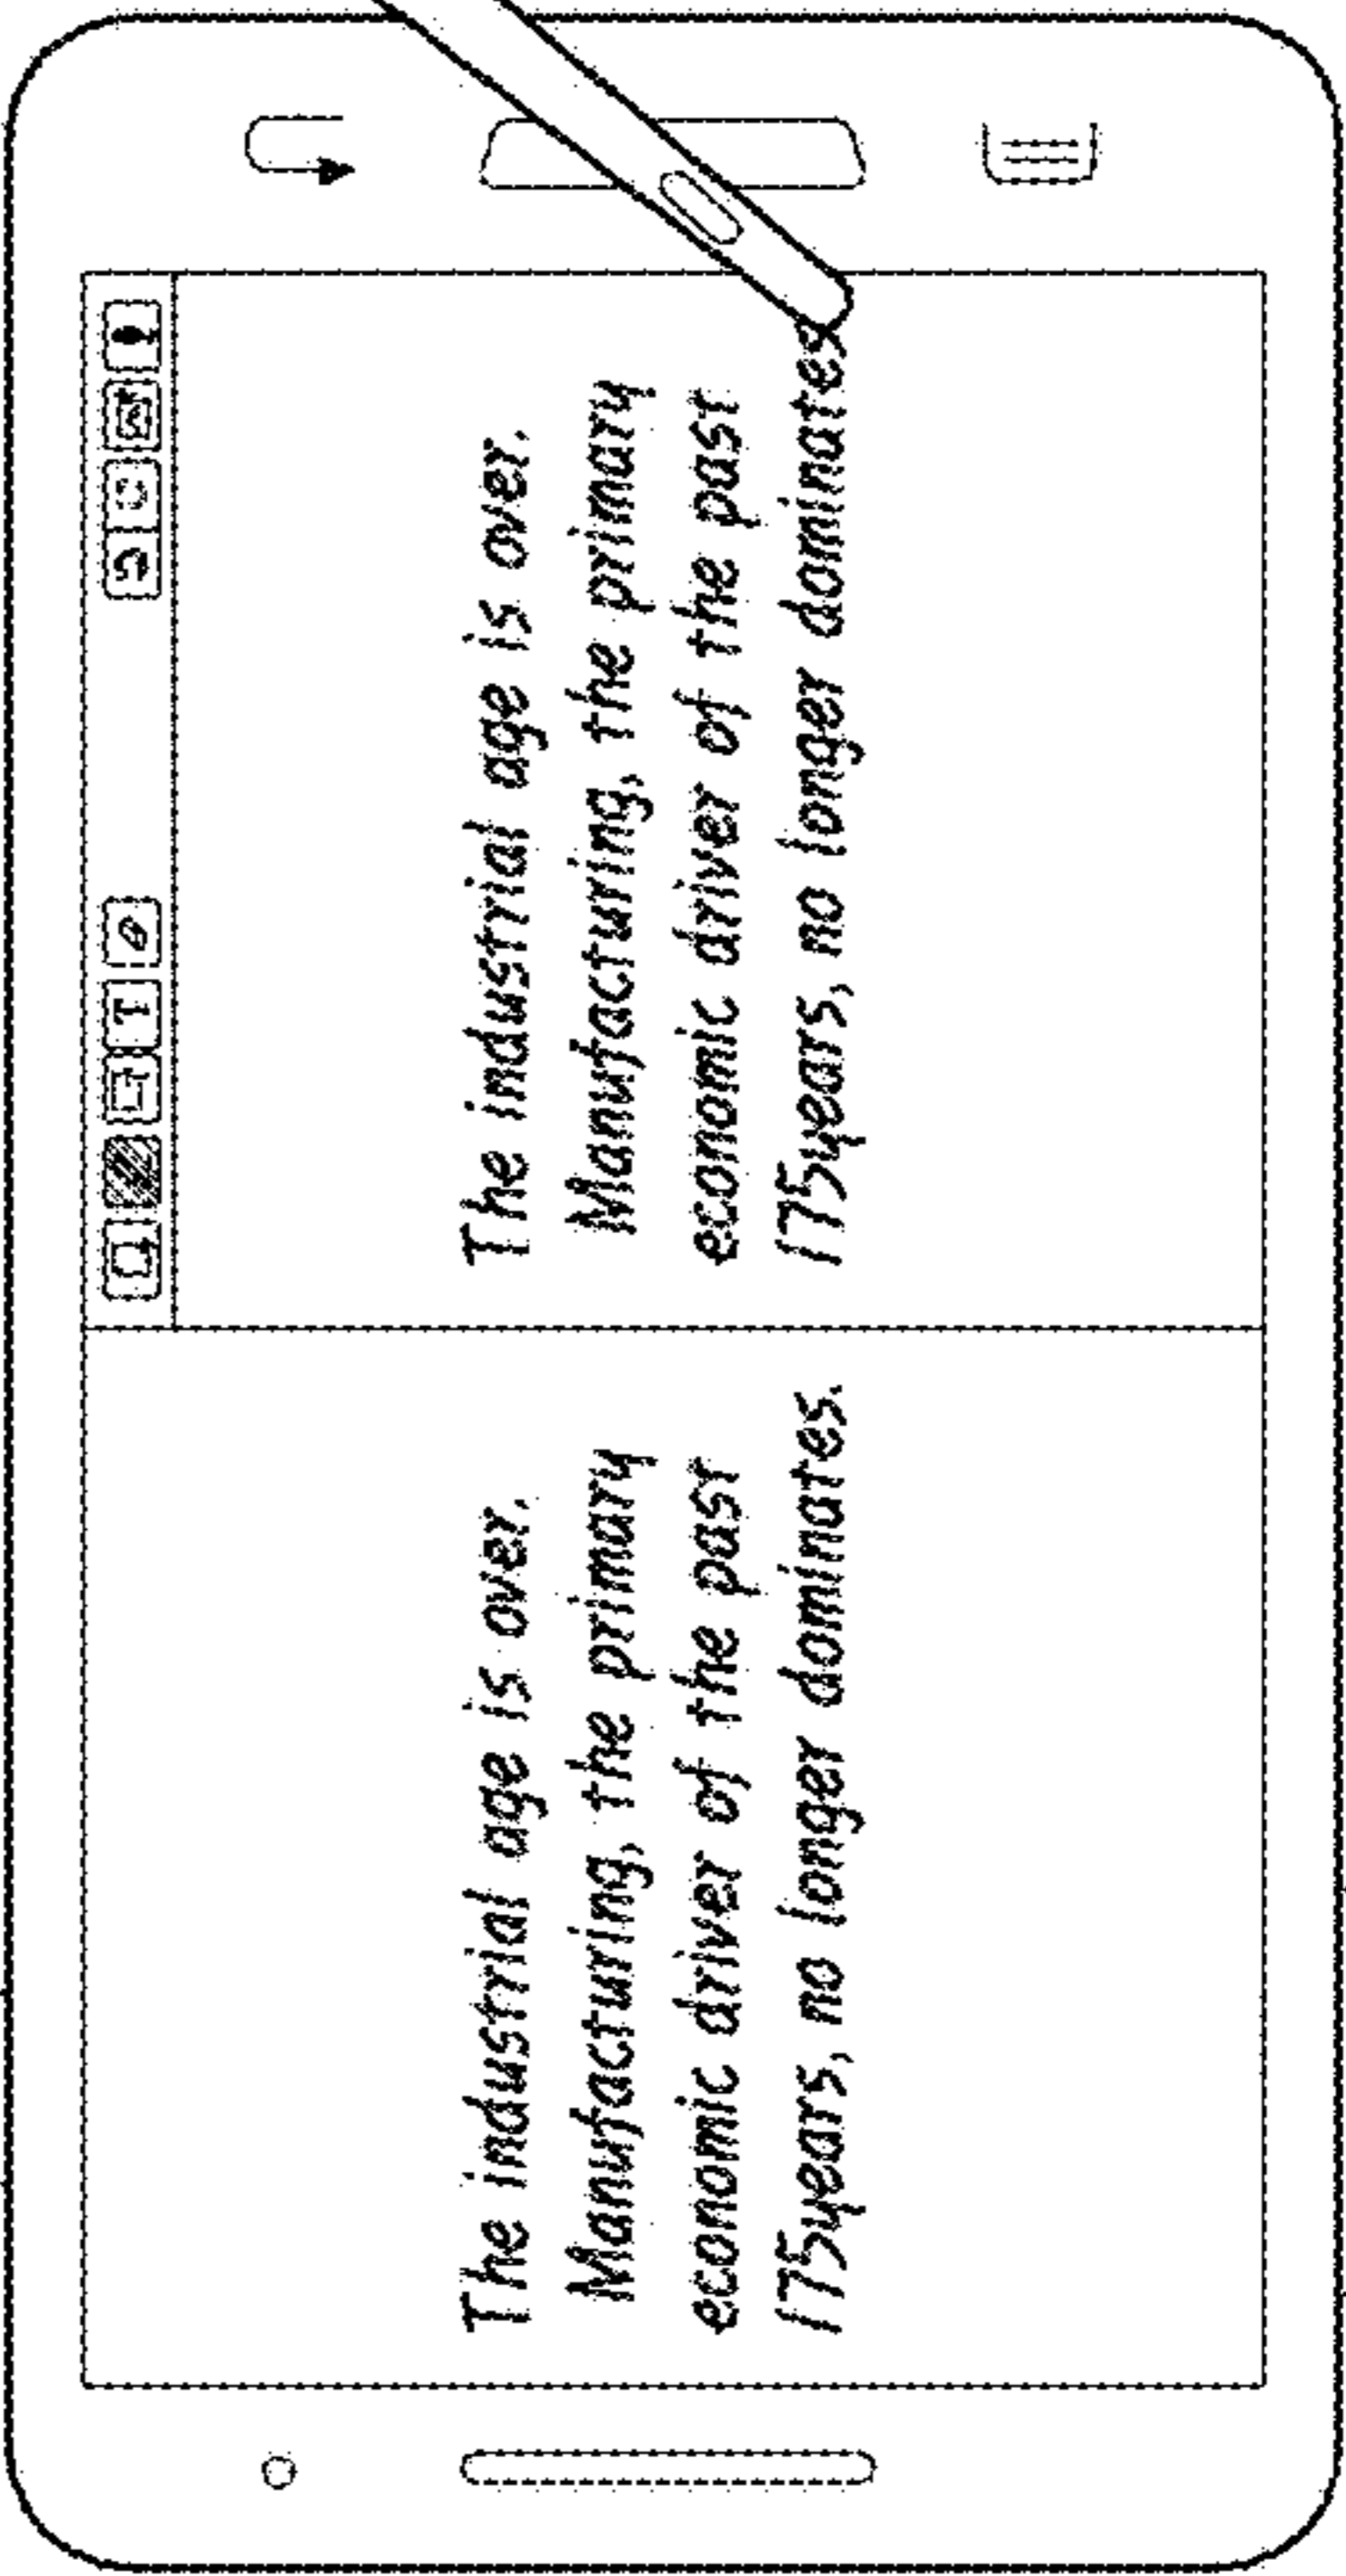 The industrial age is over.
Manufacturing, the primary
economic driver of the past
175years, no longer dominates.
T
The industrial age is over.
Manufacturing, the primary
economic driver of the past
175years, no longer dominates